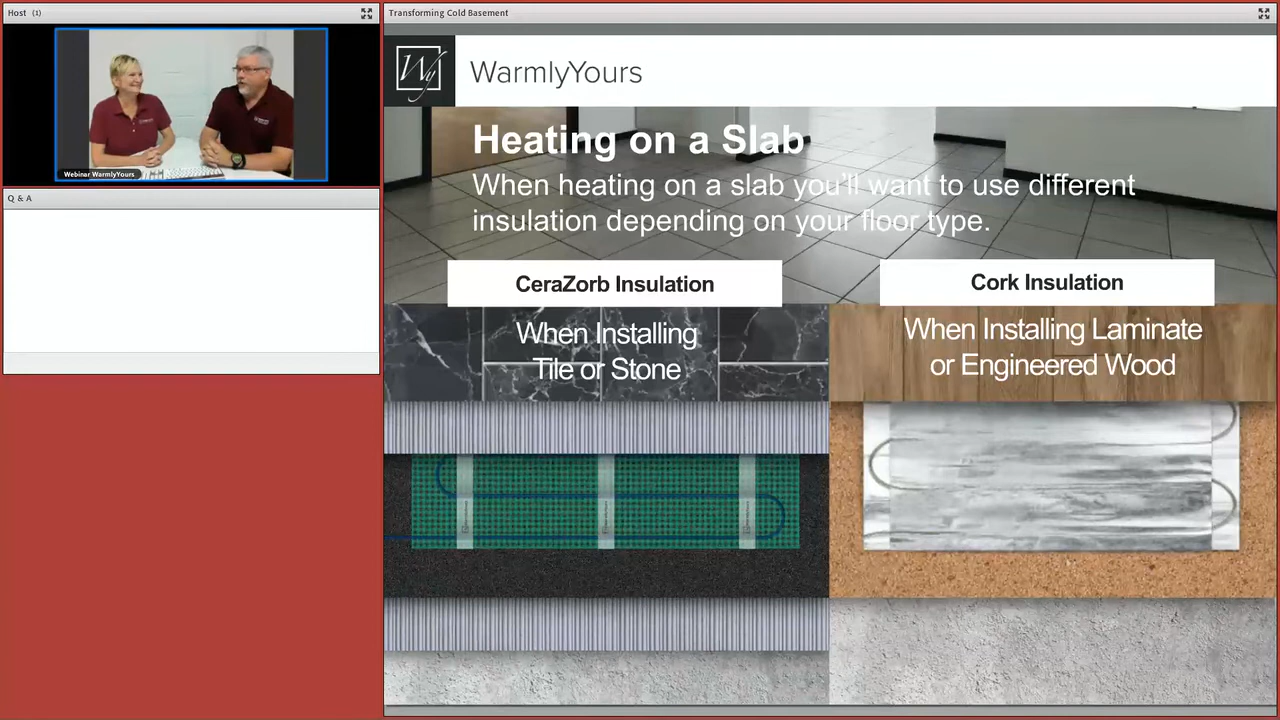 Host (1)
Webinar WarmlyYours
Q & A
Transforming Cold Basement
Wy
WarmlyYours
Heating on a Slab
When heating on a slab you'll want to use different
insulation depending on your floor type.
CeraZorb Insulation
When Installing
Tile or Stone
Cork Insulation
When Installing Laminate
or Engineered Wood